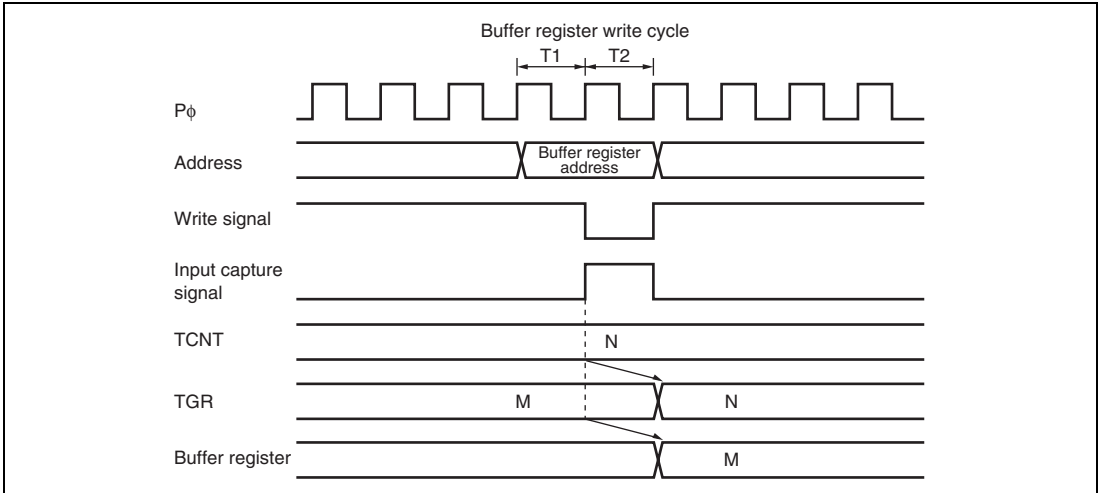 Buffer register write cycle
T1 T2
Pϕ
Address
Buffer register
address
Write signal
Input capture
signal
TCNT
N
TGR
M
N
Buffer register
M